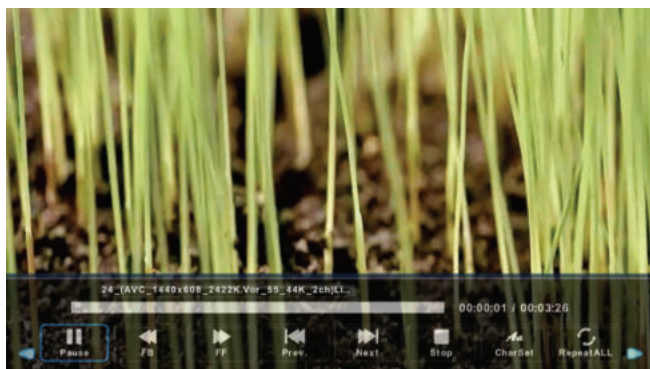 24_(AVC_1440x608_2422K.Vor_55_44K_2ch)LI...
00:00:01 / 00:03:26
Pause FB FF Prev. Next Stop CharSet RepeatALL